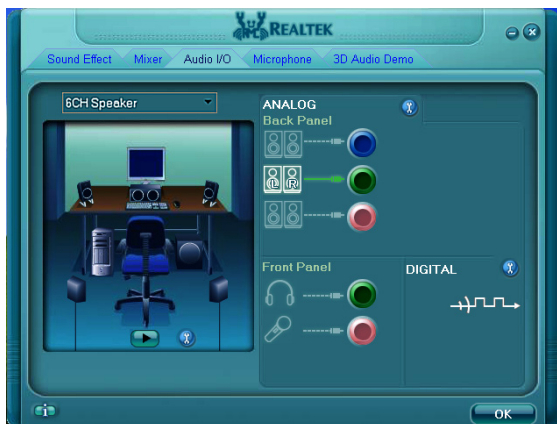 REALTEK
Sound Effect Mixer Audio I/O Microphone 3D Audio Demo
6CH Speaker
ANALOG
Back Panel
L R
Front Panel
DIGITAL
i
OK